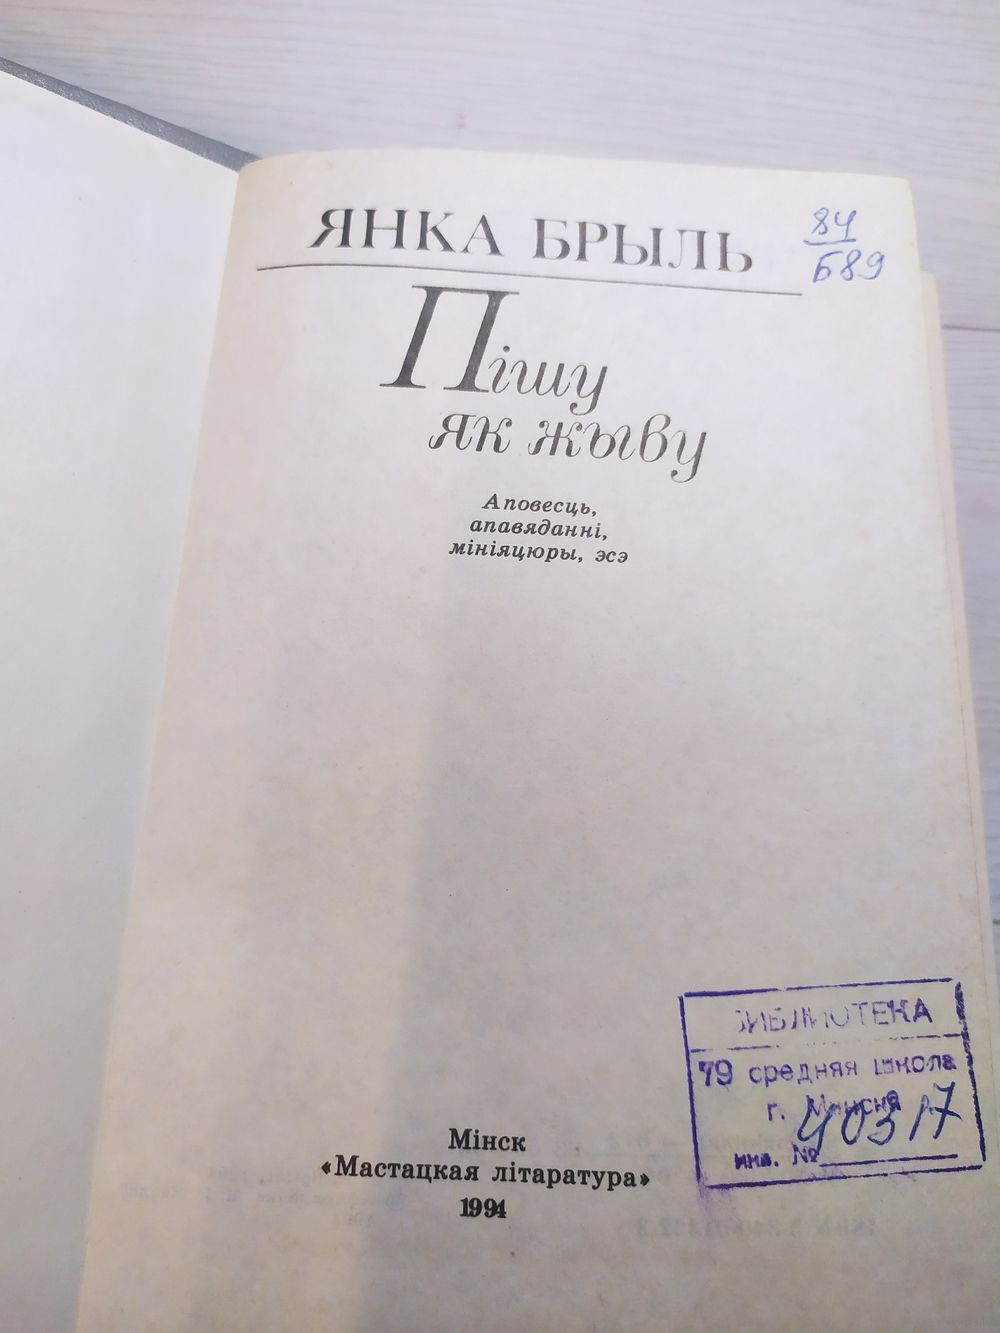 ЯНКА БРЫЛЬ
84
Б89
Пішу
як жыву
Аповесць,
апавяданні,
мініяцюры, эсэ
БИБЛИОТЕКА
79 средняя школа
г. Минска
инв. № 40317
Мінск
«Мастацкая літаратура»
1994